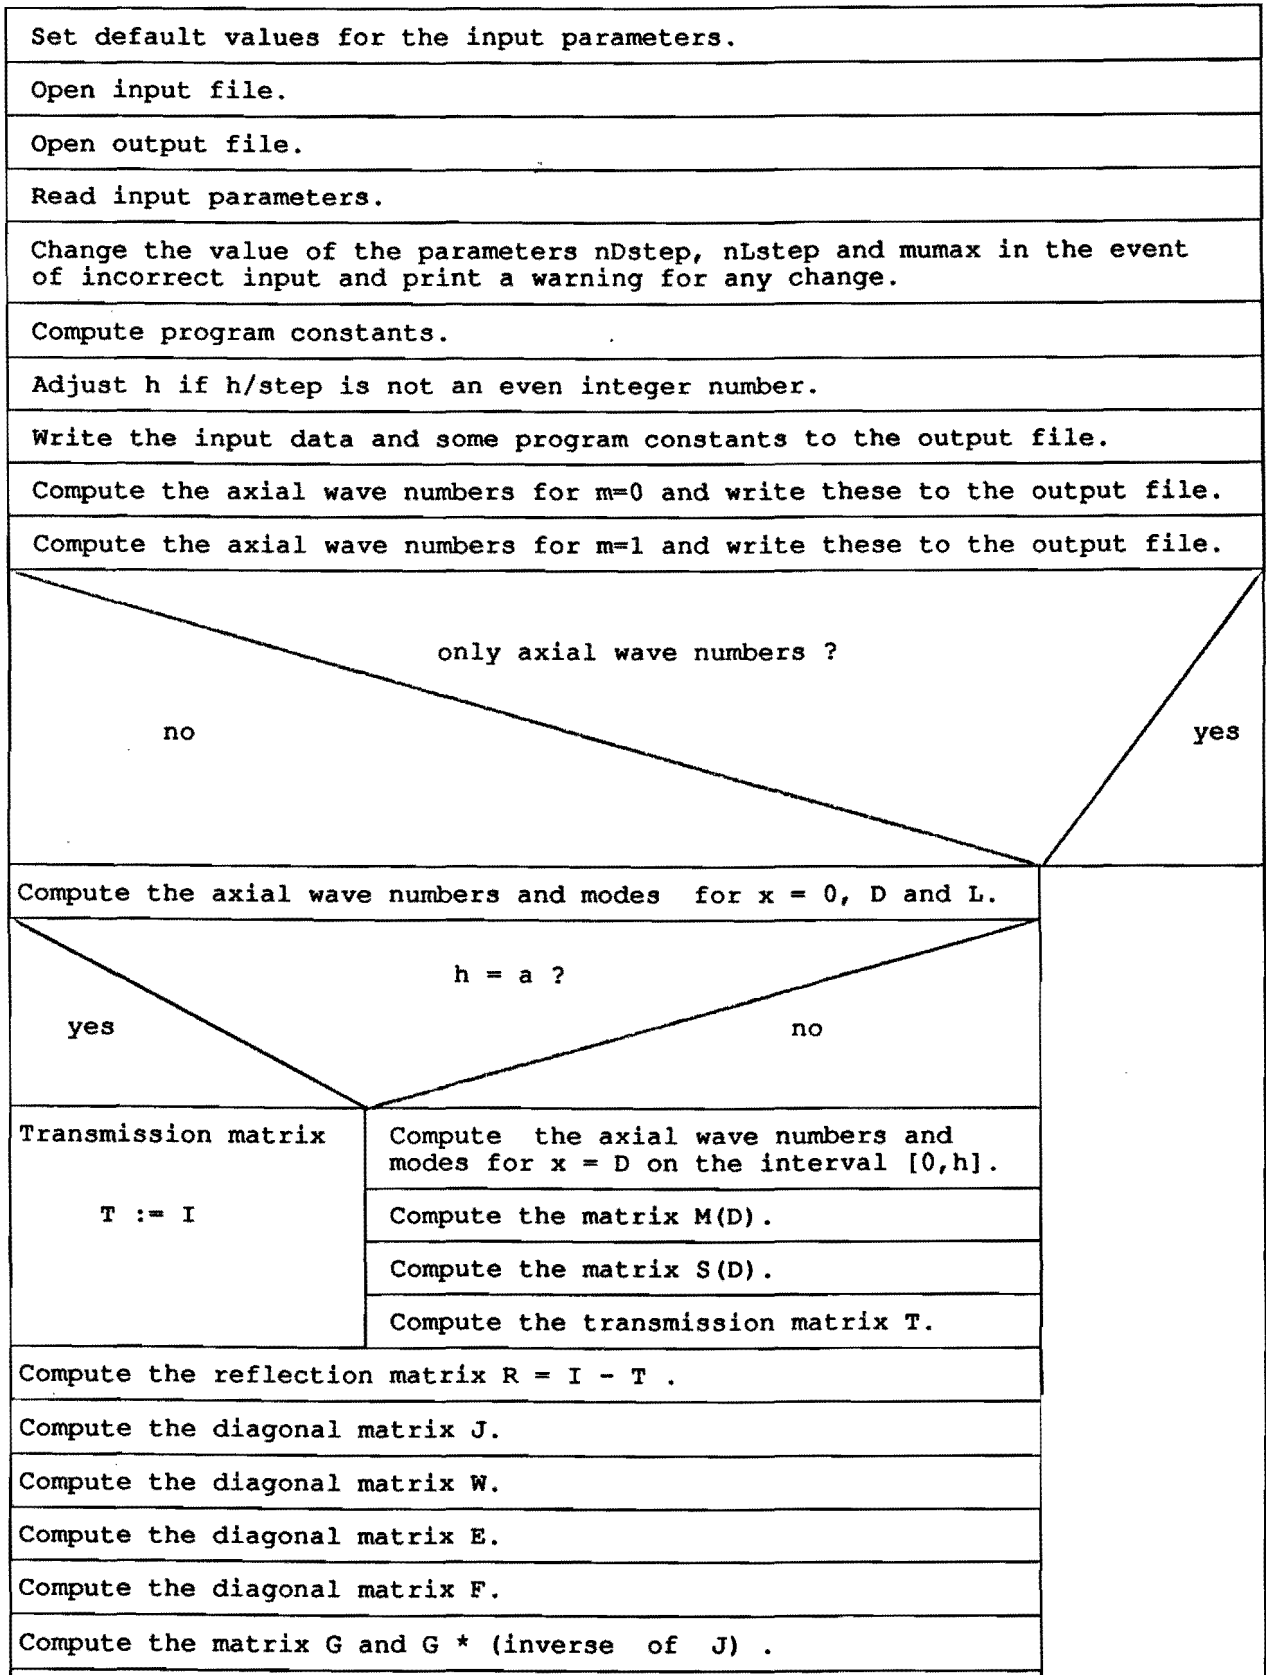 Set default values for the input parameters.
Open input file.
Open output file.
Read input parameters.
Change the value of the parameters nDstep, nLstep and mumax in the event
of incorrect input and print a warning for any change.
Compute program constants.
Adjust h if h/step is not an even integer number.
Write the input data and some program constants to the output file.
Compute the axial wave numbers for m=0 and write these to the output file.
Compute the axial wave numbers for m=1 and write these to the output file.
only axial wave numbers ?
no
yes
Compute the axial wave numbers and modes for x = 0, D and L.
h = a ?
yes
no
Transmission matrix
T := I
Compute the axial wave numbers and
modes for x = D on the interval [0,h].
Compute the matrix M(D).
Compute the matrix S(D).
Compute the transmission matrix T.
Compute the reflection matrix R = I - T .
Compute the diagonal matrix J.
Compute the diagonal matrix W.
Compute the diagonal matrix E.
Compute the diagonal matrix F.
Compute the matrix G and G * (inverse of J) .